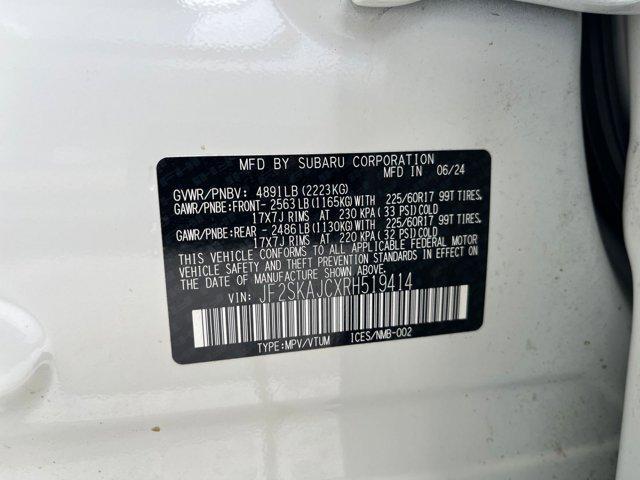 MFD BY SUBARU CORPORATION
MFD IN 06/24
GVWR/PNBV: 4891LB(2223KG)
GAWR/PNBE:FRONT- 2563LB(1165KG)WITH 225/60R17 99T TIRES,
17X7J RIMS AT 230 KPA(33 PSI)COLD
GAWR/PNBE:REAR - 2486LB(1130KG)WITH 225/60R17 99T TIRES,
17X7J RIMS AT 220 KPA(32 PSI)COLD
THIS VEHICLE CONFORMS TO ALL APPLICABLE FEDERAL MOTOR
VEHICLE SAFETY AND THEFT PREVENTION STANDARDS IN EFFECT ON
THE DATE OF MANUFACTURE SHOWN ABOVE.
VIN: JF2SKAJCXRH519414
TYPE:MPV/VTUM ICES/NMB-002